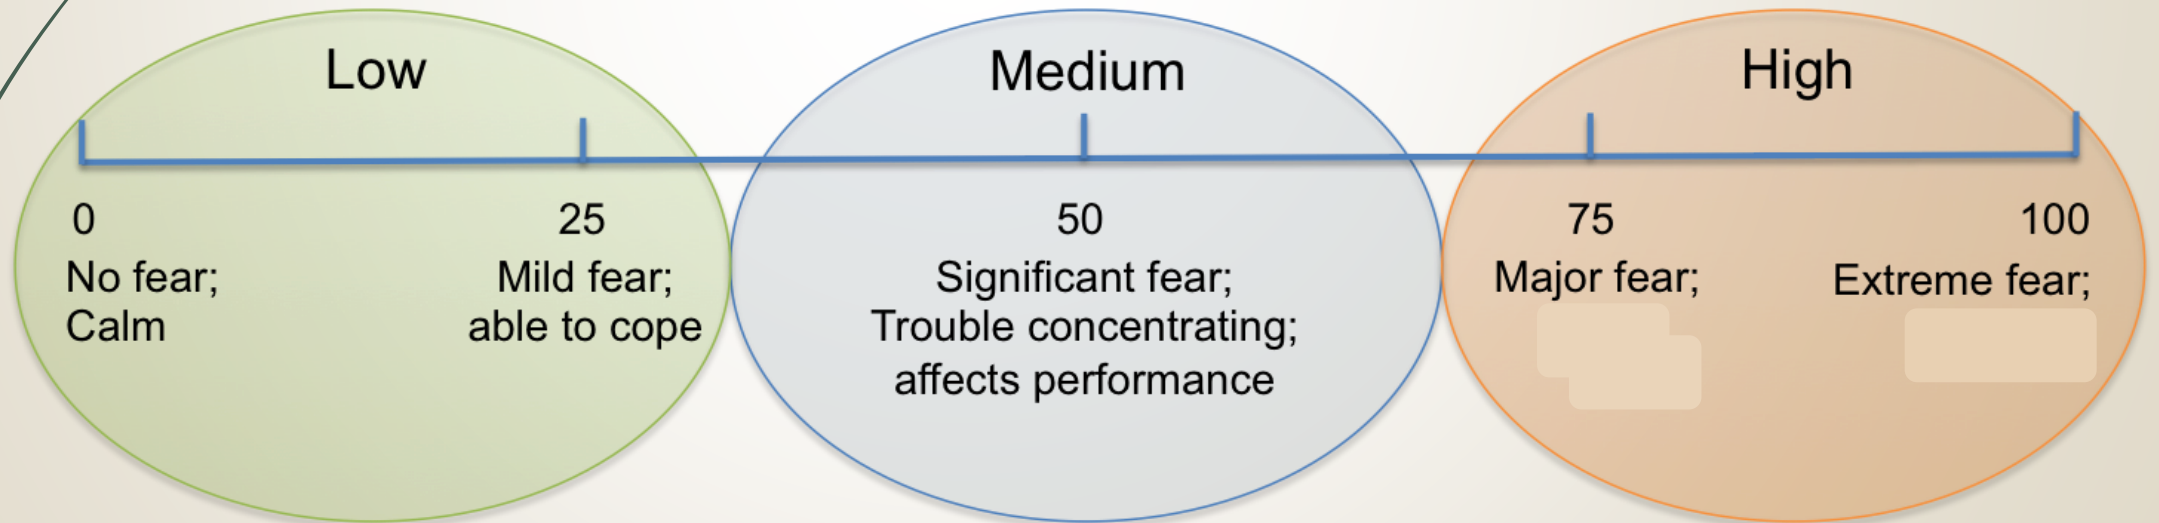 Low
Medium
High
0
25
50
75
100
No fear;
Calm
Mild fear;
able to cope
Significant fear;
Trouble concentrating;
affects performance
Major fear;
Extreme fear;